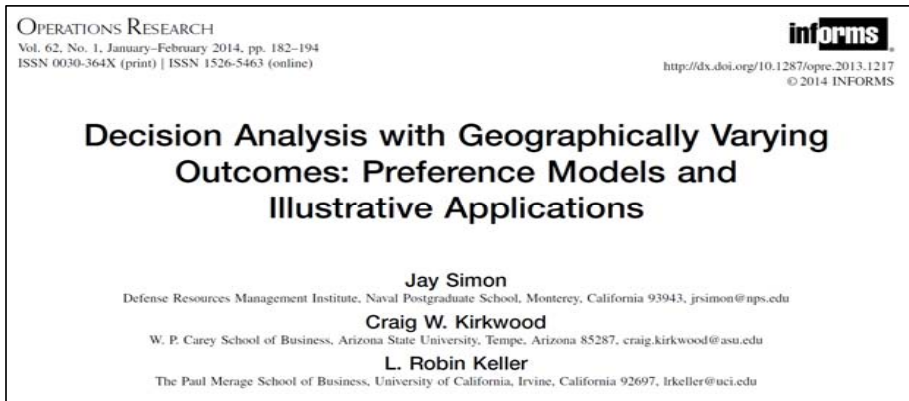 OPERATIONS RESEARCH
Vol. 62, No. 1, January–February 2014, pp. 182–194
ISSN 0030-364X (print) | ISSN 1526-5463 (online)
informs
http://dx.doi.org/10.1287/opre.2013.1217
© 2014 INFORMS
Decision Analysis with Geographically Varying
Outcomes: Preference Models and
Illustrative Applications
Jay Simon
Defense Resources Management Institute, Naval Postgraduate School, Monterey, California 93943, jrsimon@nps.edu
Craig W. Kirkwood
W. P. Carey School of Business, Arizona State University, Tempe, Arizona 85287, craig.kirkwood@asu.edu
L. Robin Keller
The Paul Merage School of Business, University of California, Irvine, California 92697, lrkeller@uci.edu